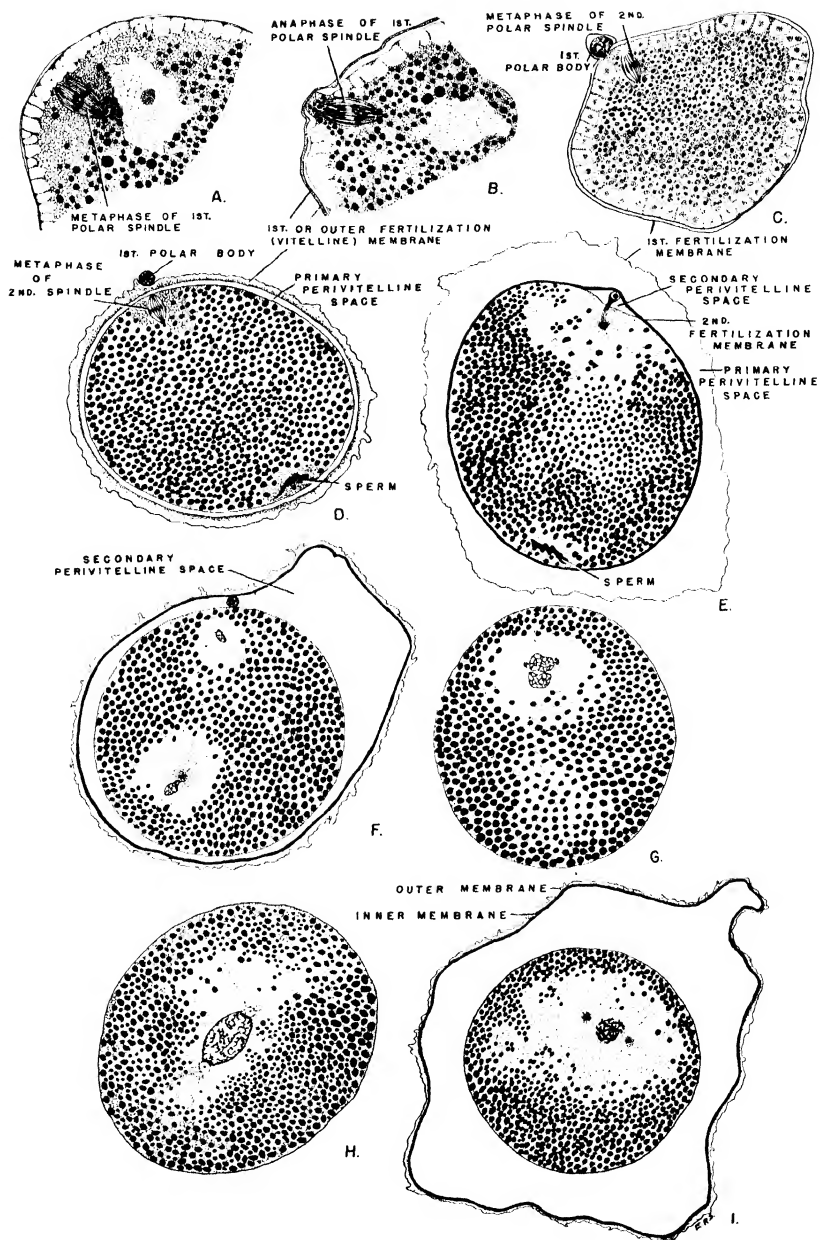 ANAPHASE OF 1ST.
POLAR SPINDLE
METAPHASE OF 2ND.
POLAR SPINDLE
1ST.
POLAR BODY
A.
B.
C.
METAPHASE OF 1ST.
POLAR SPINDLE
1ST. OR OUTER FERTILIZATION
(VITELLINE) MEMBRANE
1ST. FERTILIZATION
MEMBRANE
1ST. POLAR BODY
METAPHASE
OF
2ND. SPINDLE
PRIMARY
PERIVITELLINE
SPACE
SECONDARY
PERIVITELLINE
SPACE
2ND.
FERTILIZATION
MEMBRANE
PRIMARY
PERIVITELLINE
SPACE
SPERM
D.
SPERM
E.
SECONDARY
PERIVITELLINE SPACE
F.
G.
OUTER MEMBRANE
INNER MEMBRANE
H.
E.R.S.
I.